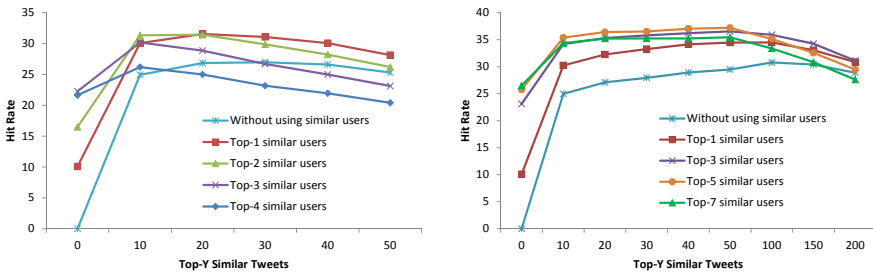 35
30
25
20
15
10
5
0
Hit Rate
Without using similar users
Top-1 similar users
Top-2 similar users
Top-3 similar users
Top-4 similar users
0 10 20 30 40 50
Top-Y Similar Tweets
40
35
30
25
20
15
10
5
0
Hit Rate
Without using similar users
Top-1 similar users
Top-3 similar users
Top-5 similar users
Top-7 similar users
0 10 20 30 40 50 100 150 200
Top-Y Similar Tweets